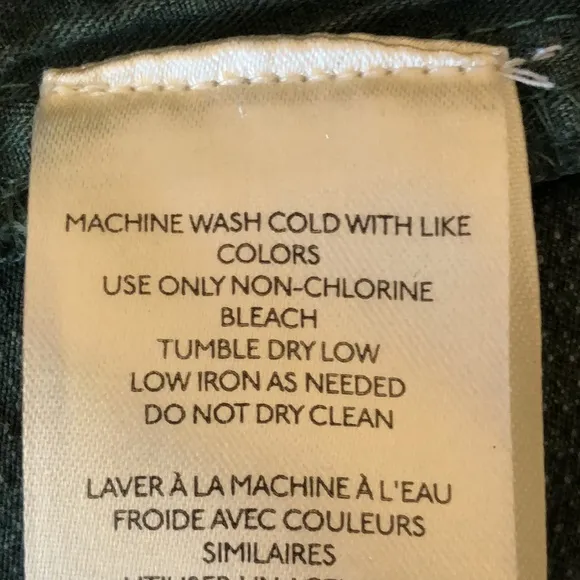 MACHINE WASH COLD WITH LIKE
COLORS
USE ONLY NON-CHLORINE
BLEACH
TUMBLE DRY LOW
LOW IRON AS NEEDED
DO NOT DRY CLEAN
LAVER À LA MACHINE À L'EAU
FROIDE AVEC COULEURS
SIMILAIRES